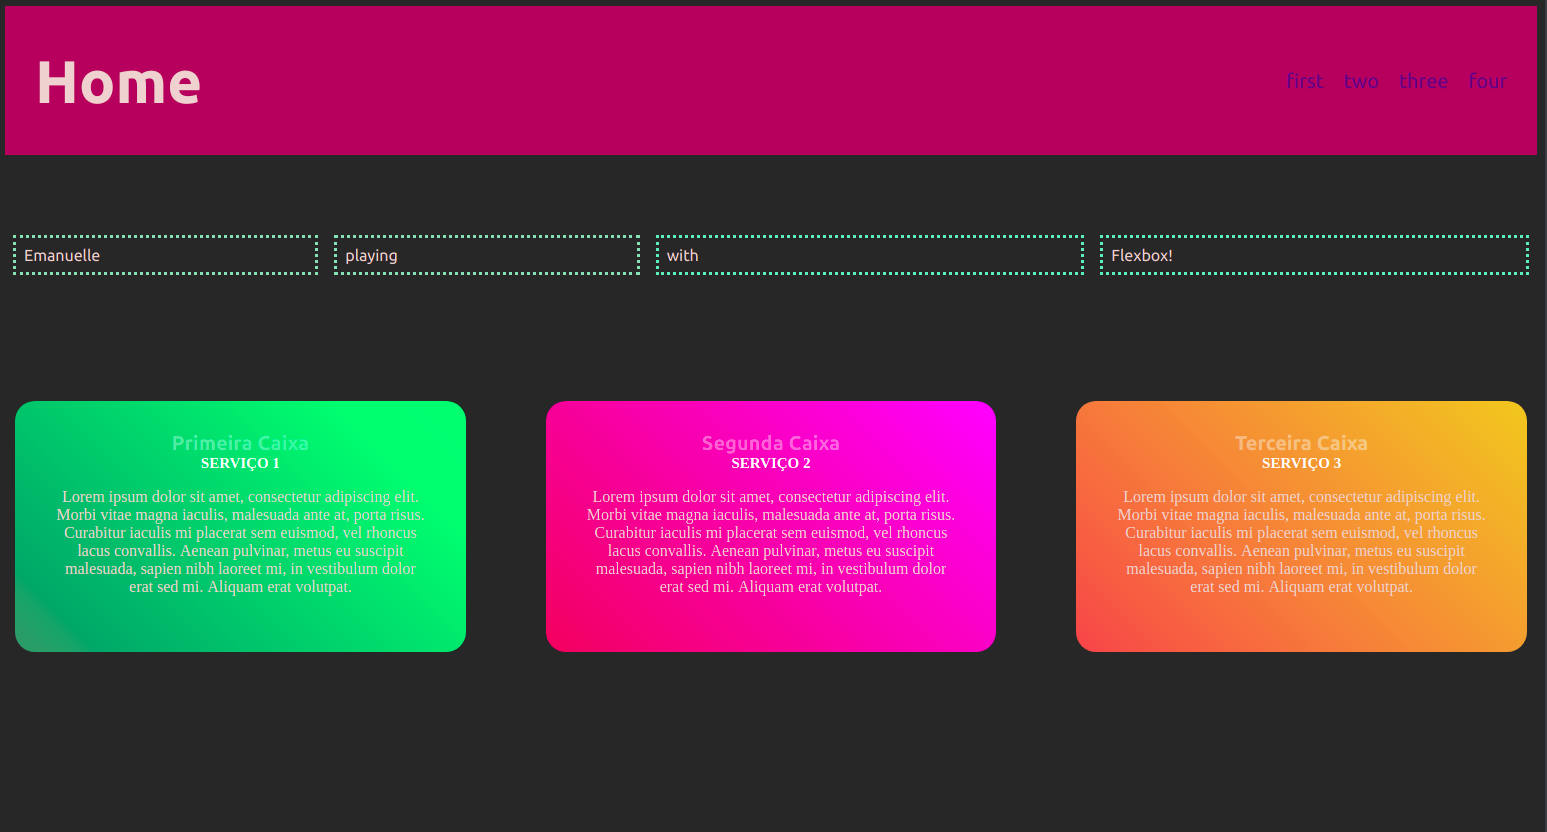 Home
first two three four
Emanuelle
playing
with
Flexbox!
Primeira Caixa
SERVIÇO 1
Lorem ipsum dolor sit amet, consectetur adipiscing elit.
Morbi vitae magna iaculis, malesuada ante at, porta risus.
Curabitur iaculis mi placerat sem euismod, vel rhoncus
lacus convallis. Aenean pulvinar, metus eu suscipit
malesuada, sapien nibh laoreet mi, in vestibulum dolor
erat sed mi. Aliquam erat volutpat.
Segunda Caixa
SERVIÇO 2
Lorem ipsum dolor sit amet, consectetur adipiscing elit.
Morbi vitae magna iaculis, malesuada ante at, porta risus.
Curabitur iaculis mi placerat sem euismod, vel rhoncus
lacus convallis. Aenean pulvinar, metus eu suscipit
malesuada, sapien nibh laoreet mi, in vestibulum dolor
erat sed mi. Aliquam erat volutpat.
Terceira Caixa
SERVIÇO 3
Lorem ipsum dolor sit amet, consectetur adipiscing elit.
Morbi vitae magna iaculis, malesuada ante at, porta risus.
Curabitur iaculis mi placerat sem euismod, vel rhoncus
lacus convallis. Aenean pulvinar, metus eu suscipit
malesuada, sapien nibh laoreet mi, in vestibulum dolor
erat sed mi. Aliquam erat volutpat.